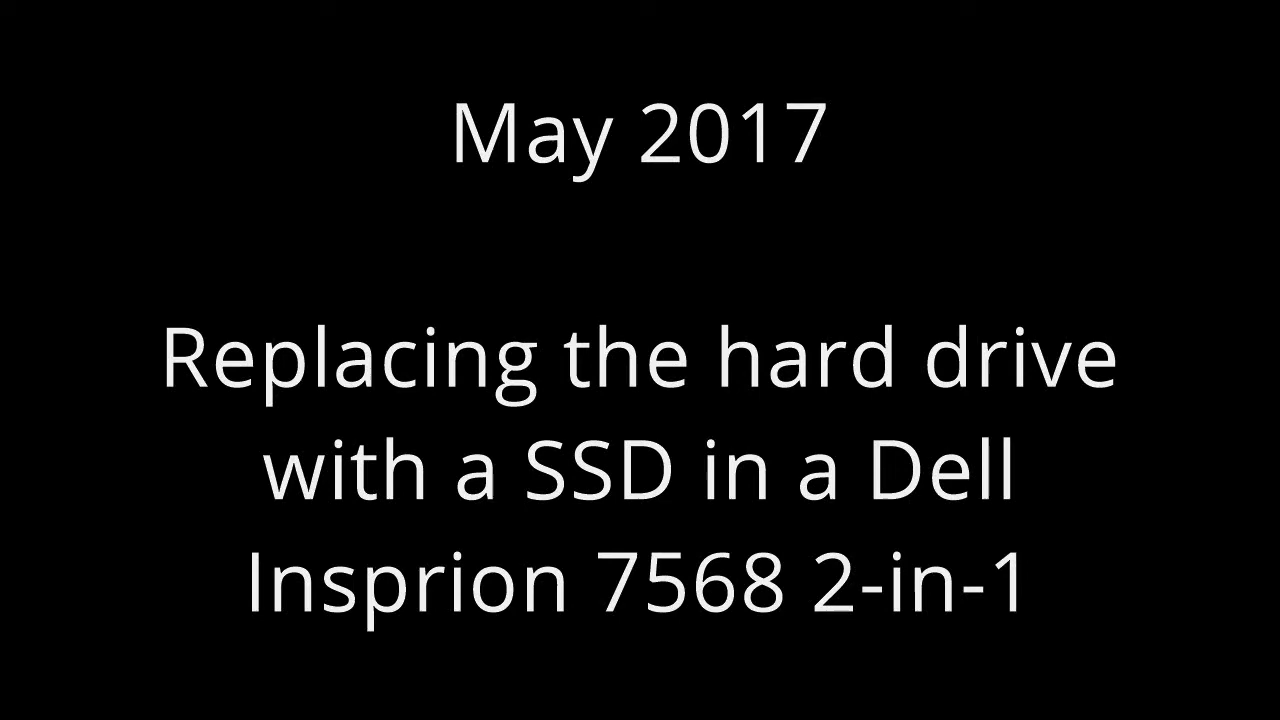 May 2017
Replacing the hard drive
with a SSD in a Dell
Insprion 7568 2-in-1